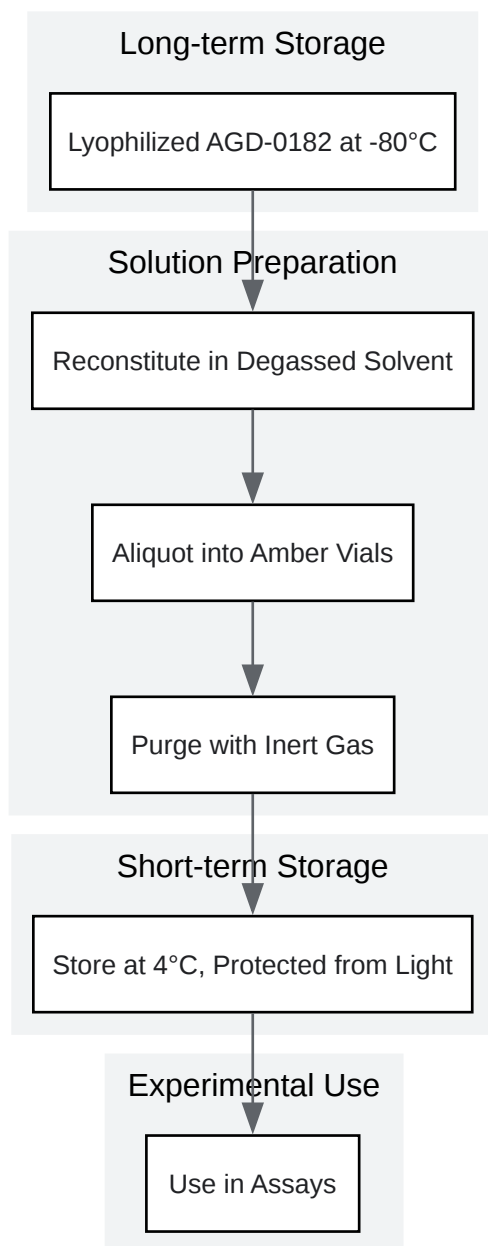 Long-term Storage
Lyophilized AGD-0182 at -80°C
Solution Preparation
Reconstitute in Degassed Solvent
Aliquot into Amber Vials
Purge with Inert Gas
Short-term Storage
Store at 4°C, Protected from Light
Experimental Use
Use in Assays